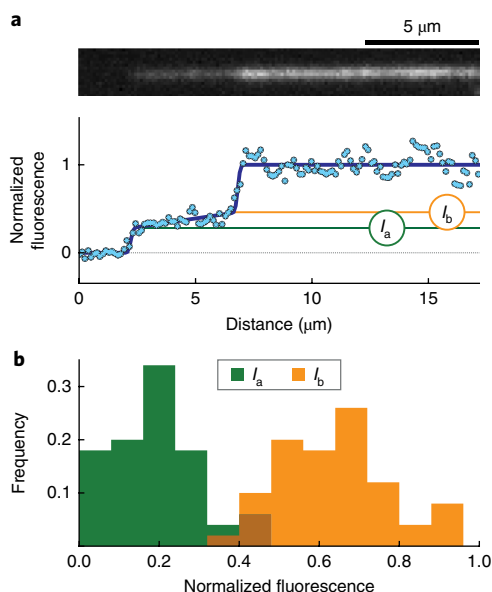 a
5 μm
Normalized
fluorescence
1
0
I_b
I_a
0 5 10 15
Distance (μm)
b
I_a I_b
Frequency
0.3
0.2
0.1
0.0 0.2 0.4 0.6 0.8 1.0
Normalized fluorescence